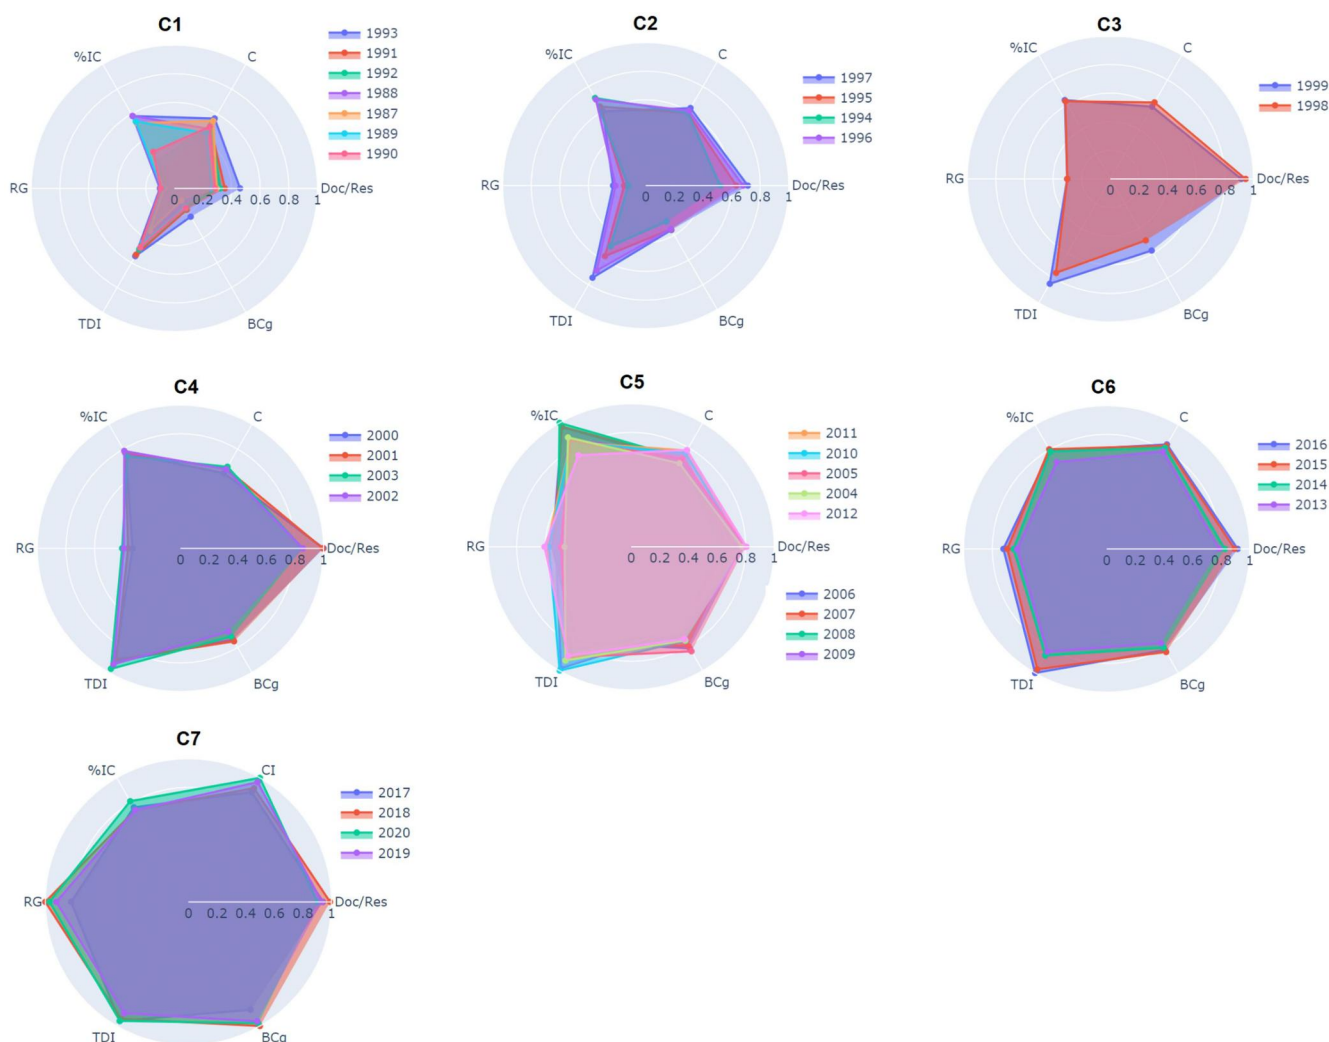 C1
%IC
C
RG
0 0.2 0.4 0.6 0.8 1
Doc/Res
TDI
BCg
1993
1991
1992
1988
1987
1989
1990
C2
%IC
C
RG
0 0.2 0.4 0.6 0.8 1
Doc/Res
TDI
BCg
1997
1995
1994
1996
C3
%IC
C
RG
0 0.2 0.4 0.6 0.8 1
Doc/Res
TDI
BCg
1999
1998
C4
%IC
C
RG
0 0.2 0.4 0.6 0.8 1
Doc/Res
TDI
BCg
2000
2001
2003
2002
C5
%IC
C
RG
0 0.2 0.4 0.6 0.8 1
Doc/Res
TDI
BCg
2011
2010
2005
2004
2012
2006
2007
2008
2009
C6
%IC
C
RG
0 0.2 0.4 0.6 0.8 1
Doc/Res
TDI
BCg
2016
2015
2014
2013
C7
%IC
CI
RG
0 0.2 0.4 0.6 0.8 1
Doc/Res
TDI
BCg
2017
2018
2020
2019